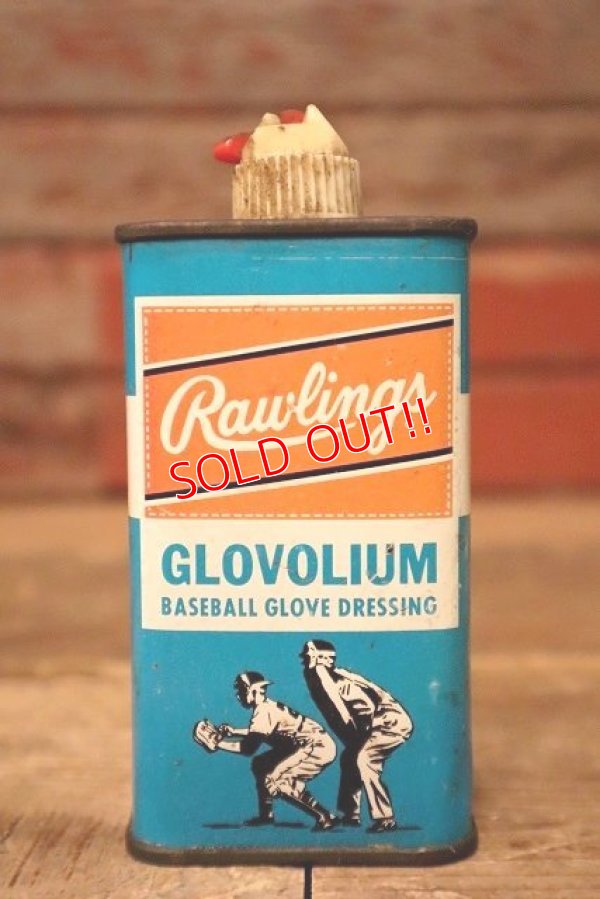 Rawlings
SOLD OUT!!
GLOVOLIUM
BASEBALL GLOVE DRESSING